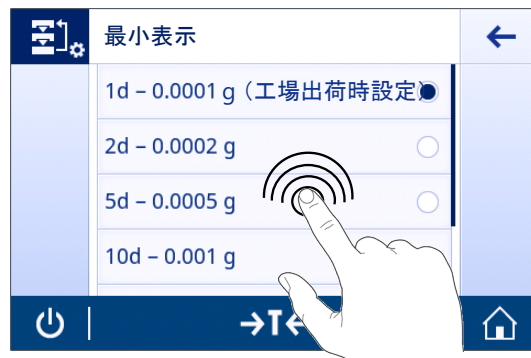 最小表示
1d – 0.0001 g（工場出荷時設定）
2d – 0.0002 g
5d – 0.0005 g
10d – 0.001 g
→T←